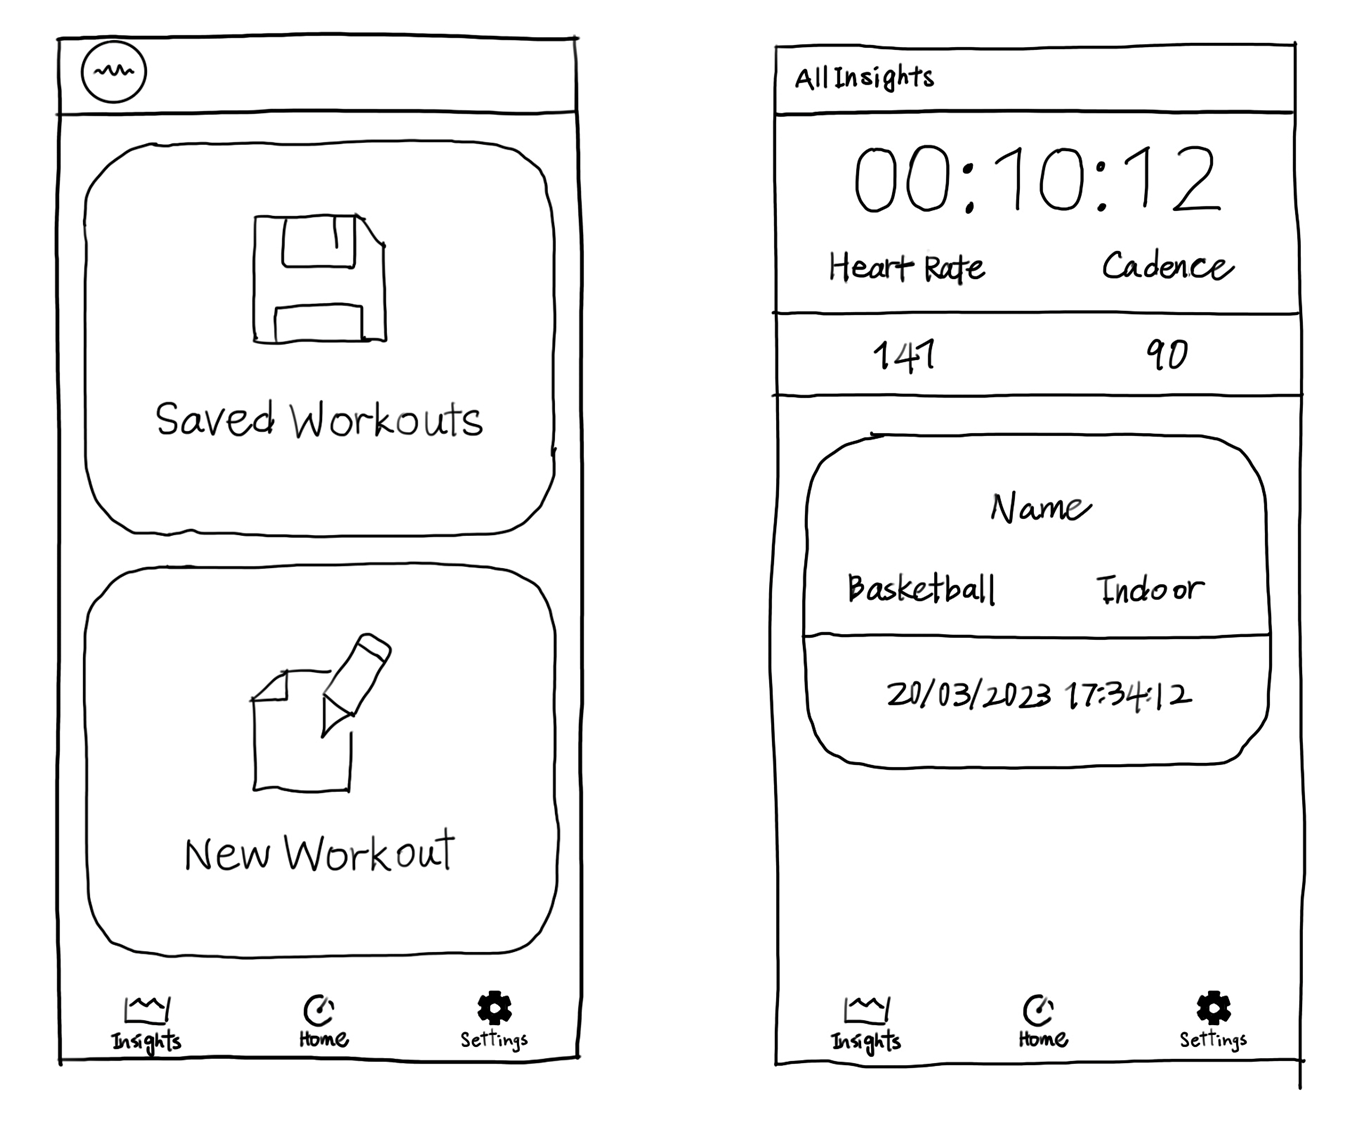 Saved Workouts
New Workout
Insights Home Settings
All Insights
00:10:12
Heart Rate Cadence
147 90
Name
Basketball Indoor
20/03/2023 17:34:12
Insights Home Settings